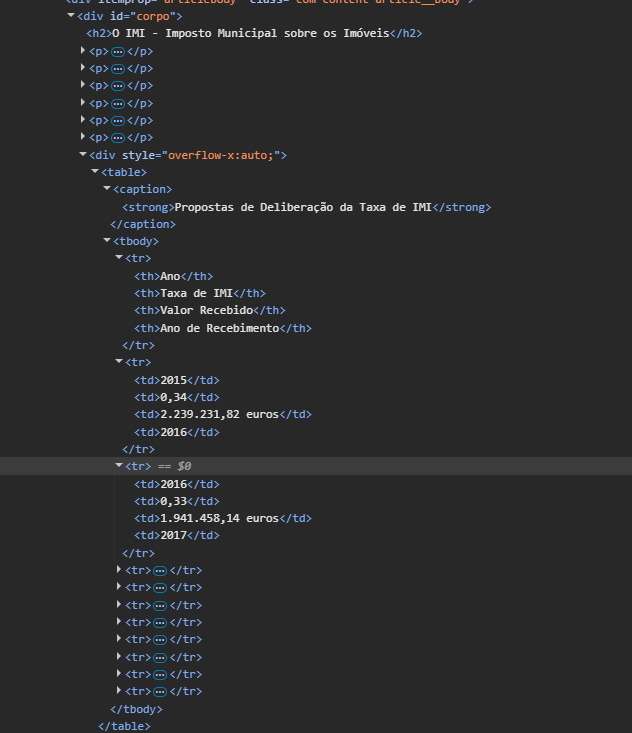 <div itemprop="articleBody" class="com-content-article__body">
<div id="corpo">
<h2>O IMI - Imposto Municipal sobre os Imóveis</h2>
<p>…</p>
<p>…</p>
<p>…</p>
<p>…</p>
<p>…</p>
<p>…</p>
<div style="overflow-x:auto;">
<table>
<caption>
<strong>Propostas de Deliberação da Taxa de IMI</strong>
</caption>
<tbody>
<tr>
<th>Ano</th>
<th>Taxa de IMI</th>
<th>Valor Recebido</th>
<th>Ano de Recebimento</th>
</tr>
<tr>
<td>2015</td>
<td>0,34</td>
<td>2.239.231,82 euros</td>
<td>2016</td>
</tr>
<tr> == $0
<td>2016</td>
<td>0,33</td>
<td>1.941.458,14 euros</td>
<td>2017</td>
</tr>
<tr>…</tr>
<tr>…</tr>
<tr>…</tr>
<tr>…</tr>
<tr>…</tr>
<tr>…</tr>
<tr>…</tr>
<tr>…</tr>
</tbody>
</table>